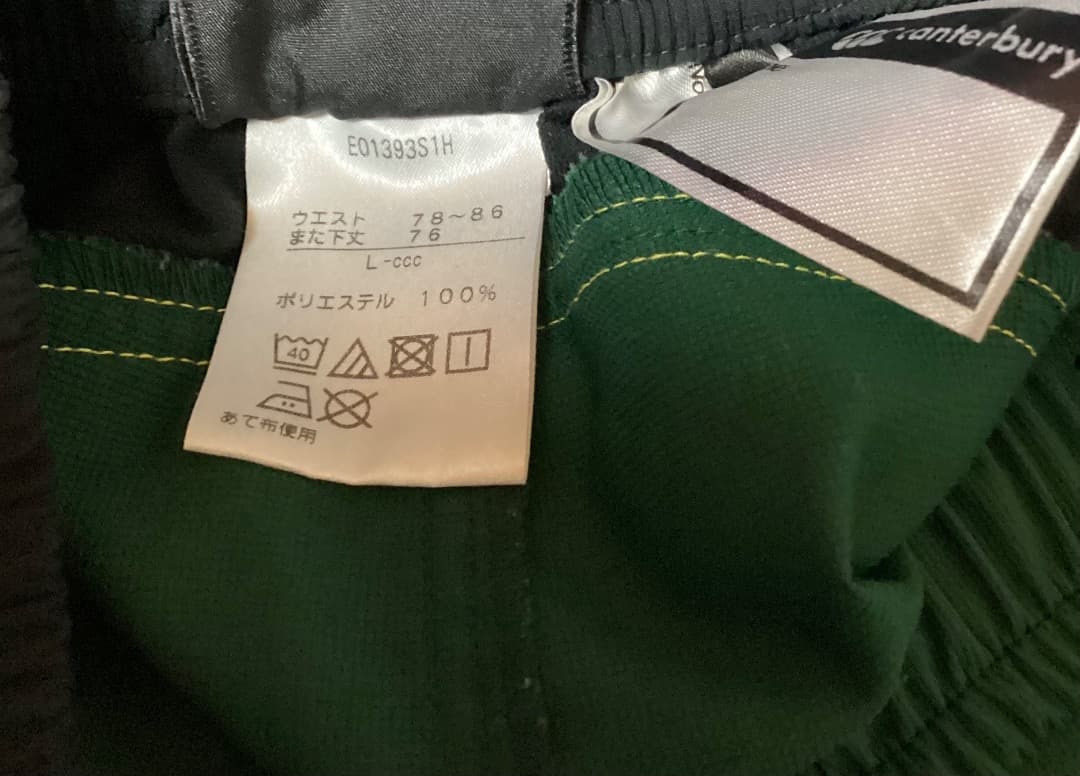 canterbury
E01393S1H
ウエスト 78~86
また下丈 76
L-ccc
ポリエステル 100%
40
あて布使用